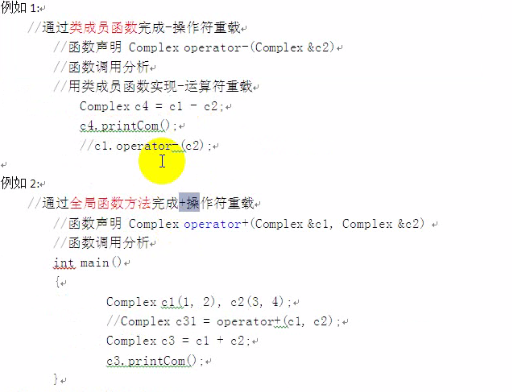 例如1:
//通过类成员函数完成-操作符重载
//函数声明 Complex operator-(Complex &c2)
//函数调用分析
//用类成员函数实现-运算符重载
Complex c4 = c1 - c2;
c4.printCom();
//c1.operator-(c2);
例如2:
//通过全局函数方法完成+操作符重载
//函数声明 Complex operator+(Complex &c1, Complex &c2)
//函数调用分析
int main()
{
Complex c1(1, 2), c2(3, 4);
//Complex c31 = operator+(c1, c2);
Complex c3 = c1 + c2;
c3.printCom();
}